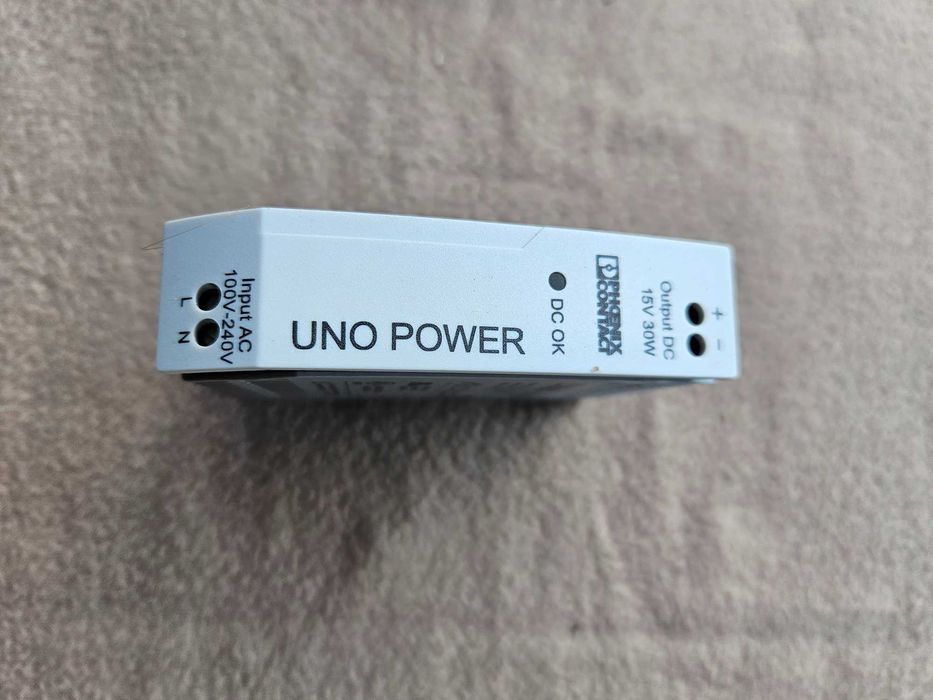 Input AC
100V-240V
L
N
UNO POWER
DC OK
PHOENIX
CONTACT
Output DC
15V 30W
+
-